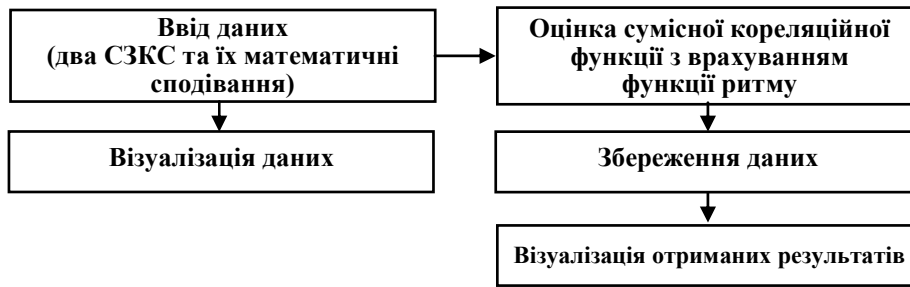 Ввід даних
(два СЗКС та їх математичні
сподівання)
Оцінка сумісної кореляційної
функції з врахуванням
функції ритму
Візуалізація даних
Збереження даних
Візуалізація отриманих результатів